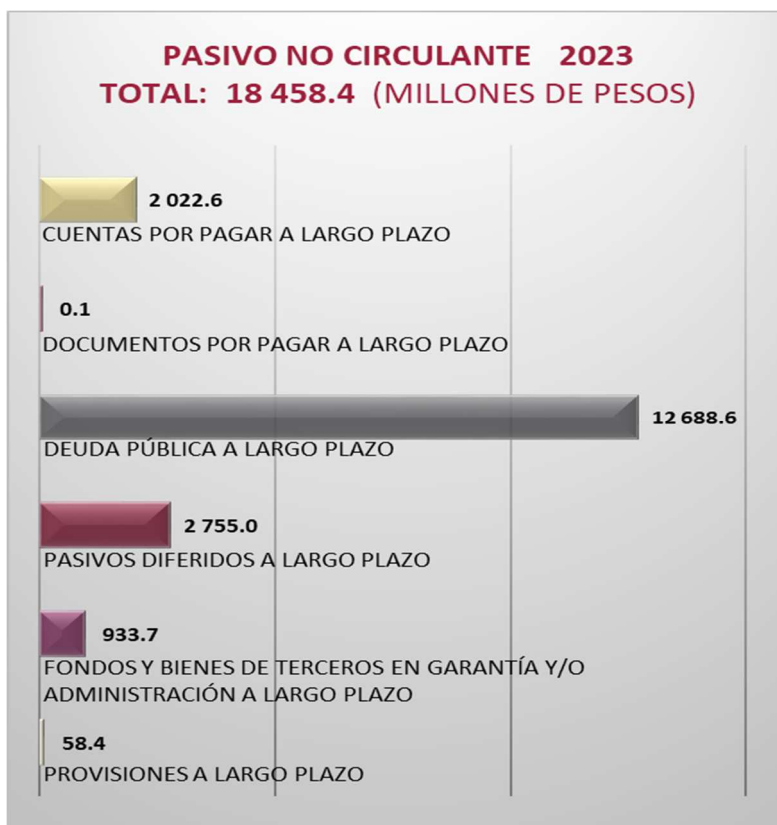 PASIVO NO CIRCULANTE 2023
TOTAL: 18 458.4 (MILLONES DE PESOS)
2 022.6
CUENTAS POR PAGAR A LARGO PLAZO
0.1
DOCUMENTOS POR PAGAR A LARGO PLAZO
12 688.6
DEUDA PÚBLICA A LARGO PLAZO
2 755.0
PASIVOS DIFERIDOS A LARGO PLAZO
933.7
FONDOS Y BIENES DE TERCEROS EN GARANTÍA Y/O
ADMINISTRACIÓN A LARGO PLAZO
58.4
PROVISIONES A LARGO PLAZO